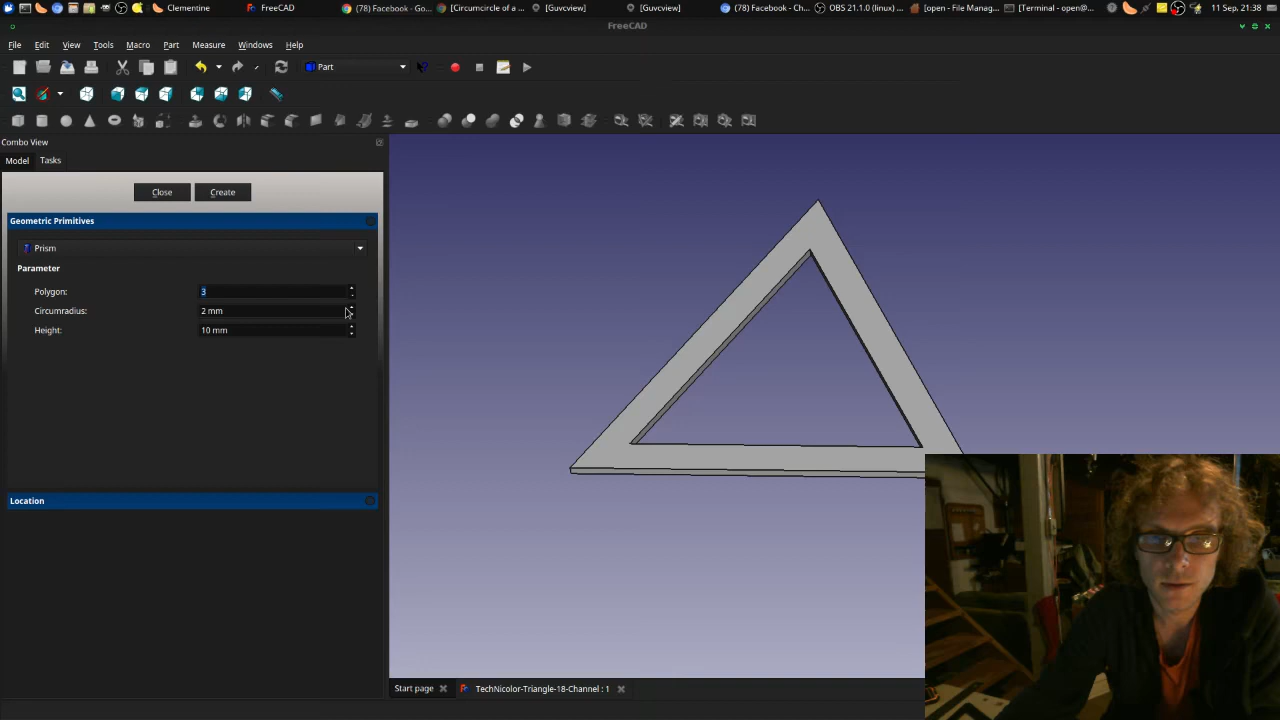 Clementine
FreeCAD
(78) Facebook - Go...
[Circumcircle of a ...
[Guvcview]
[Guvcview]
(78) Facebook - Ch...
OBS 21.1.0 (linux) ...
[open - File Manag...
[Terminal - open@...
11 Sep, 21:38
FreeCAD
File Edit View Tools Macro Part Measure Windows Help
Part
Combo View
Model Tasks
Close Create
Geometric Primitives
Prism
Parameter
Polygon: 3
Circumradius: 2 mm
Height: 10 mm
Location
Start page TechNicolor-Triangle-18-Channel : 1